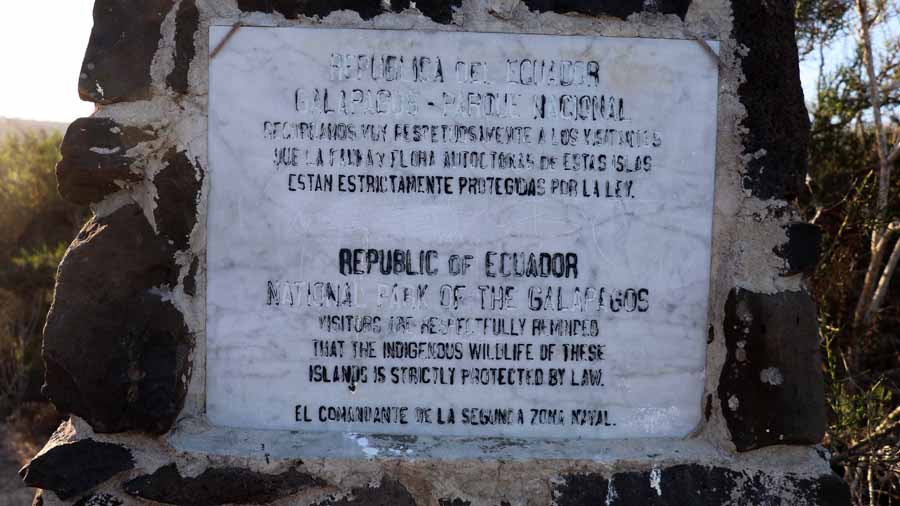 REPUBLICA DEL ECUADOR
GALAPAGOS - PARQUE NACIONAL
RECORDAMOS MUY RESPETUOSAMENTE A LOS VISITANTES
QUE LA FAUNA Y FLORA AUTOCTONAS DE ESTAS ISLAS
ESTAN ESTRICTAMENTE PROTEGIDAS POR LA LEY.
REPUBLIC OF ECUADOR
NATIONAL PARK OF THE GALAPAGOS
VISITORS ARE RESPECTFULLY REMINDED
THAT THE INDIGENOUS WILDLIFE OF THESE
ISLANDS IS STRICTLY PROTECTED BY LAW.
EL COMANDANTE DE LA SEGUNDA ZONA NAVAL.